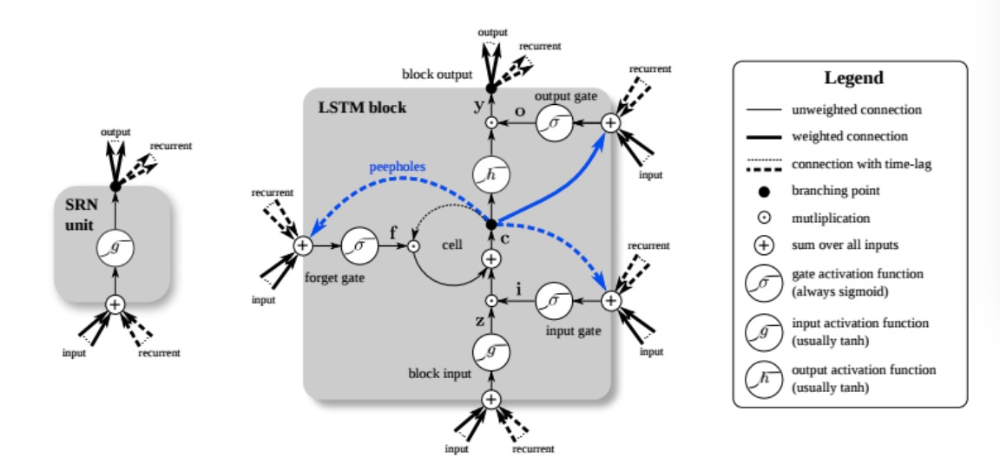 output
recurrent
SRN
unit
g
input
recurrent
output
recurrent
block output
LSTM block
y
o
output gate
σ
recurrent
input
h
peepholes
recurrent
f
σ
cell
c
forget gate
input
recurrent
i
σ
input gate
input
z
g
block input
input
recurrent
Legend
unweighted connection
weighted connection
connection with time-lag
branching point
mutliplication
sum over all inputs
σ
gate activation function
(always sigmoid)
g
input activation function
(usually tanh)
h
output activation function
(usually tanh)